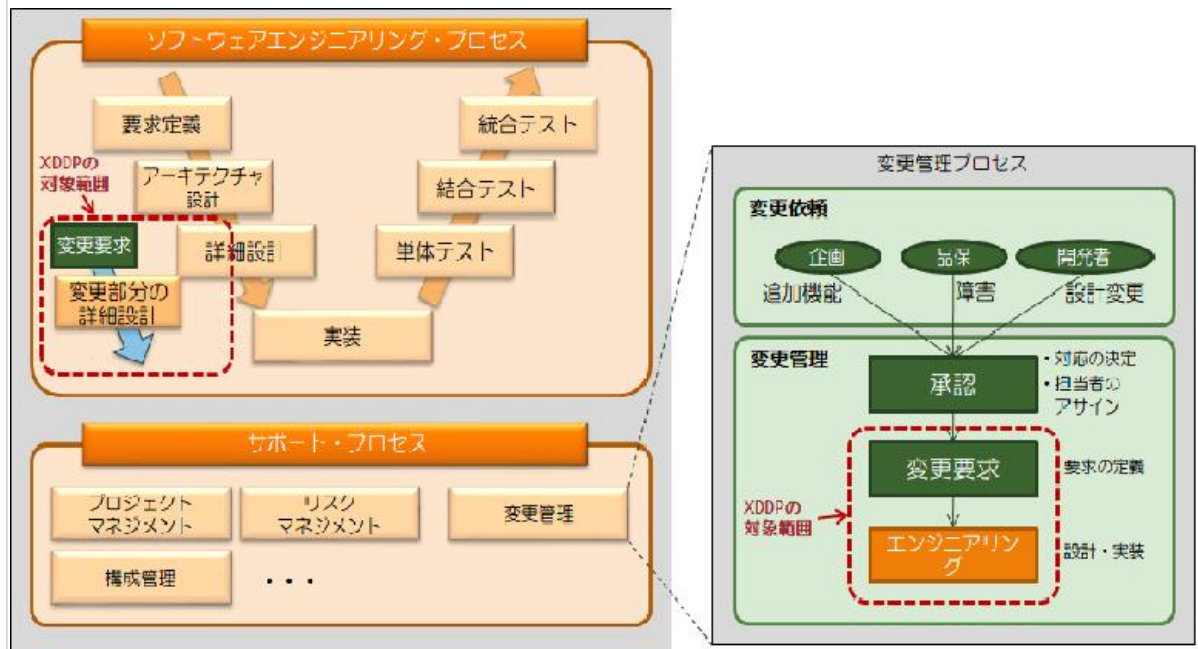 ソフトウェアエンジニアリング・プロセス
要求定義
アーキテクチャ
設計
詳細設計
実装
単体テスト
結合テスト
統合テスト
XDDPの
対象範囲
変更要求
変更部分の
詳細設計
サポート・プロセス
プロジェクト
マネジメント
リスク
マネジメント
変更管理
構成管理
・・・
変更管理プロセス
変更依頼
企画
品保
開発者
追加機能
障害
設計変更
変更管理
承認
・対応の決定
・担当者の
アサイン
変更要求
要求の定義
XDDPの
対象範囲
エンジニアリン
グ
設計・実装